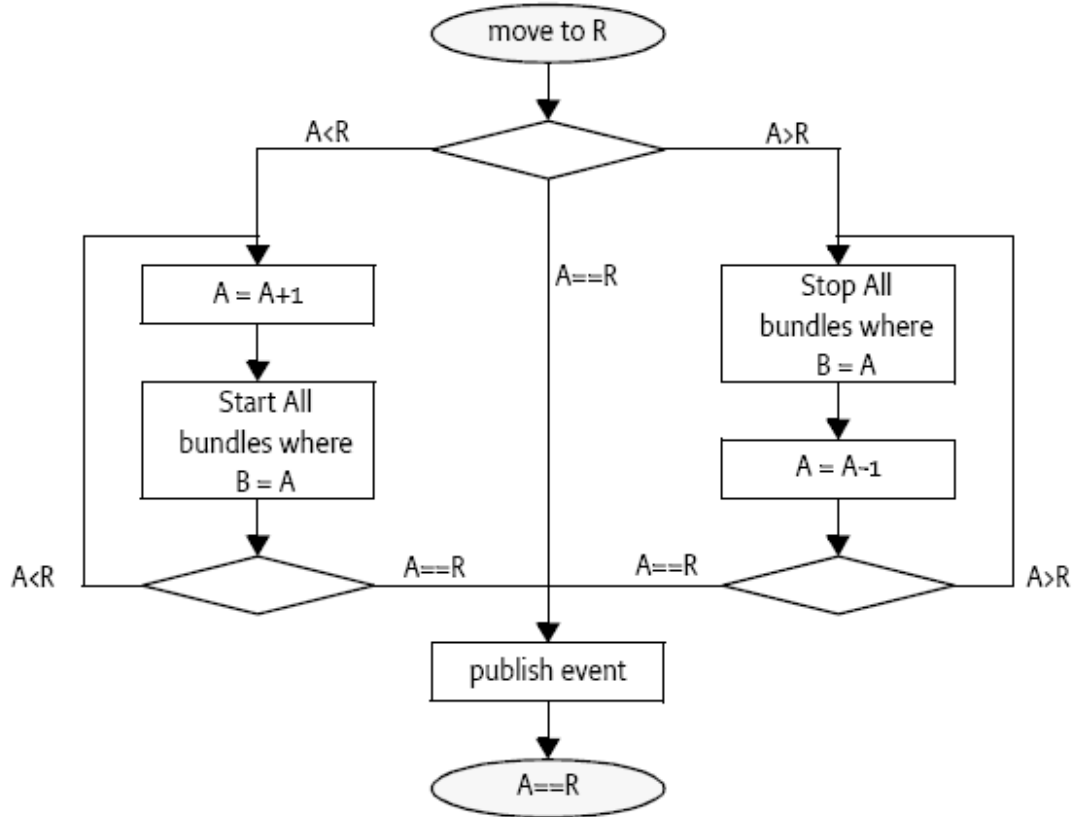 move to R
A<R
A>R
A = A+1
A==R
Stop All
bundles where
B = A
Start All
bundles where
B = A
A = A-1
A<R
A==R
A==R
A>R
publish event
A==R